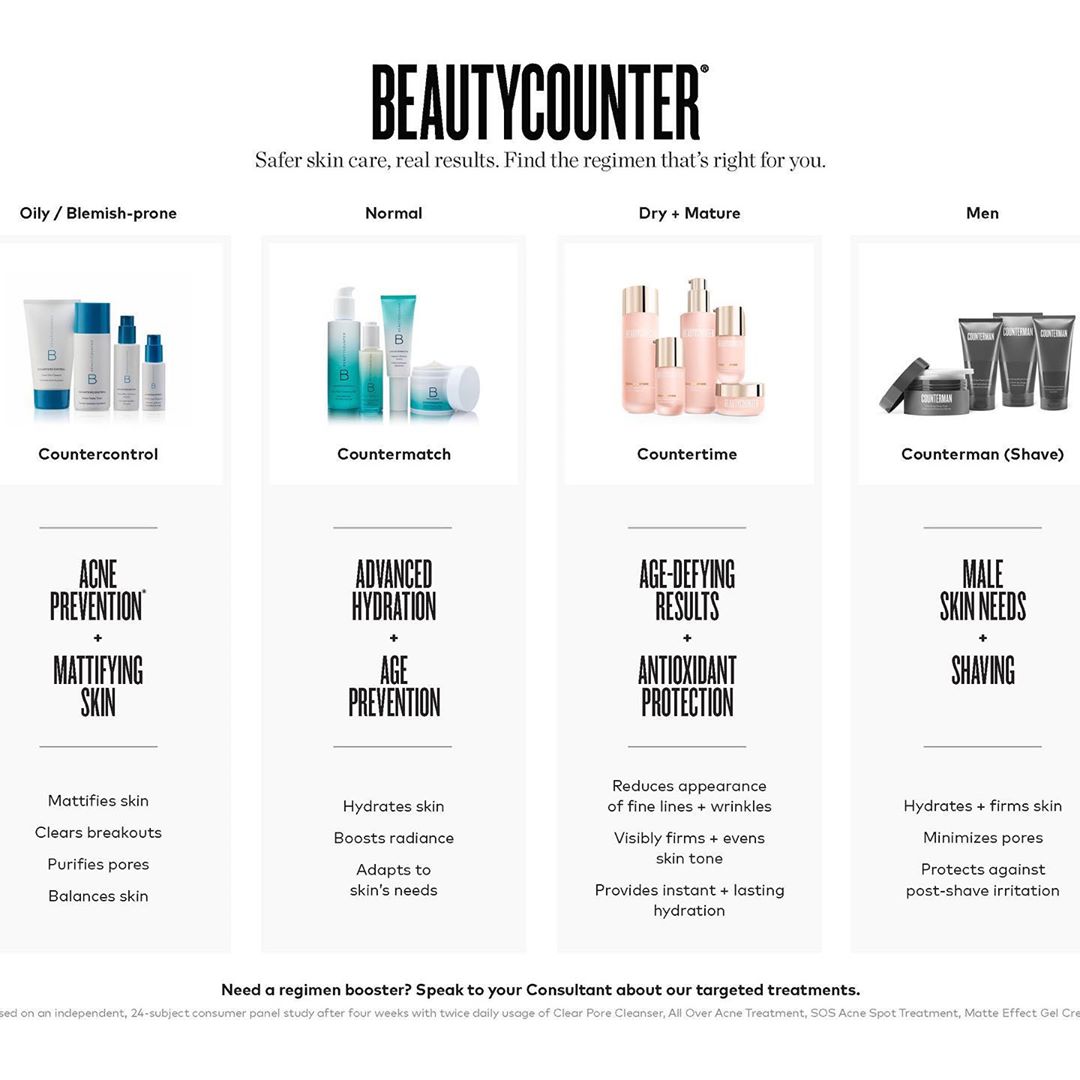 BEAUTYCOUNTER®
Safer skin care, real results. Find the regimen that's right for you.
Oily / Blemish-prone
Normal
Dry + Mature
Men
B
B
B
B
B
B
B
B
BEAUTYCOUNTER
BEAUTYCOUNTER
COUNTERMAN
COUNTERMAN
COUNTERMAN
COUNTERMAN
Countercontrol
Countermatch
Countertime
Counterman (Shave)
ACNE
PREVENTION*
+
MATTIFYING
SKIN
ADVANCED
HYDRATION
+
AGE
PREVENTION
AGE-DEFYING
RESULTS
+
ANTIOXIDANT
PROTECTION
MALE
SKIN NEEDS
+
SHAVING
Mattifies skin
Clears breakouts
Purifies pores
Balances skin
Hydrates skin
Boosts radiance
Adapts to
skin's needs
Reduces appearance
of fine lines + wrinkles
Visibly firms + evens
skin tone
Provides instant + lasting
hydration
Hydrates + firms skin
Minimizes pores
Protects against
post-shave irritation
Need a regimen booster? Speak to your Consultant about our targeted treatments.
sed on an independent, 24-subject consumer panel study after four weeks with twice daily usage of Clear Pore Cleanser, All Over Acne Treatment, SOS Acne Spot Treatment, Matte Effect Gel Cre